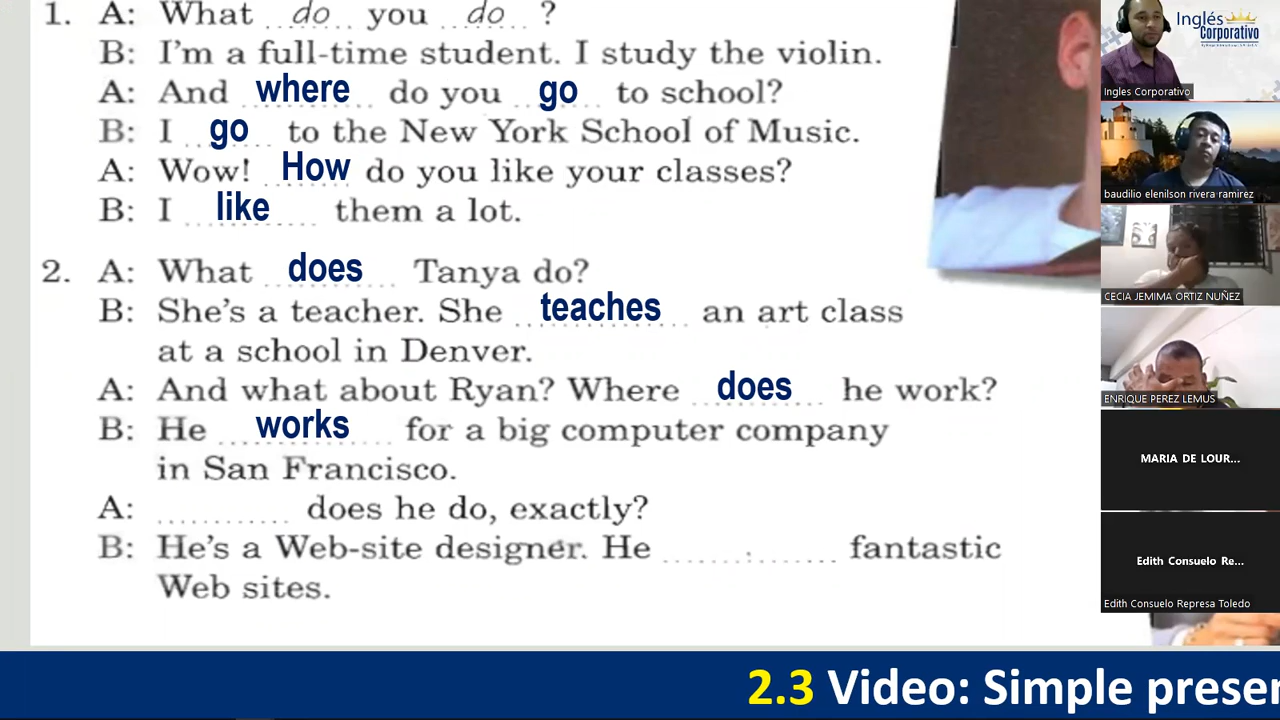 1. A: What do you do ?
B: I'm a full-time student. I study the violin.
A: And where do you go to school?
B: I go to the New York School of Music.
A: Wow! How do you like your classes?
B: I like them a lot.
2. A: What does Tanya do?
B: She's a teacher. She teaches an art class
at a school in Denver.
A: And what about Ryan? Where does he work?
B: He works for a big computer company
in San Francisco.
A: ............ does he do, exactly?
B: He's a Web-site designer. He ................ fantastic
Web sites.
2.3 Video: Simple presen
Inglés
Corporativo
Ingles Corporativo
baudilio elenilson rivera ramirez
CECIA JEMIMA ORTIZ NUÑEZ
ENRIQUE PEREZ LEMUS
MARIA DE LOUR...
Edith Consuelo Re...
Edith Consuelo Represa Toledo